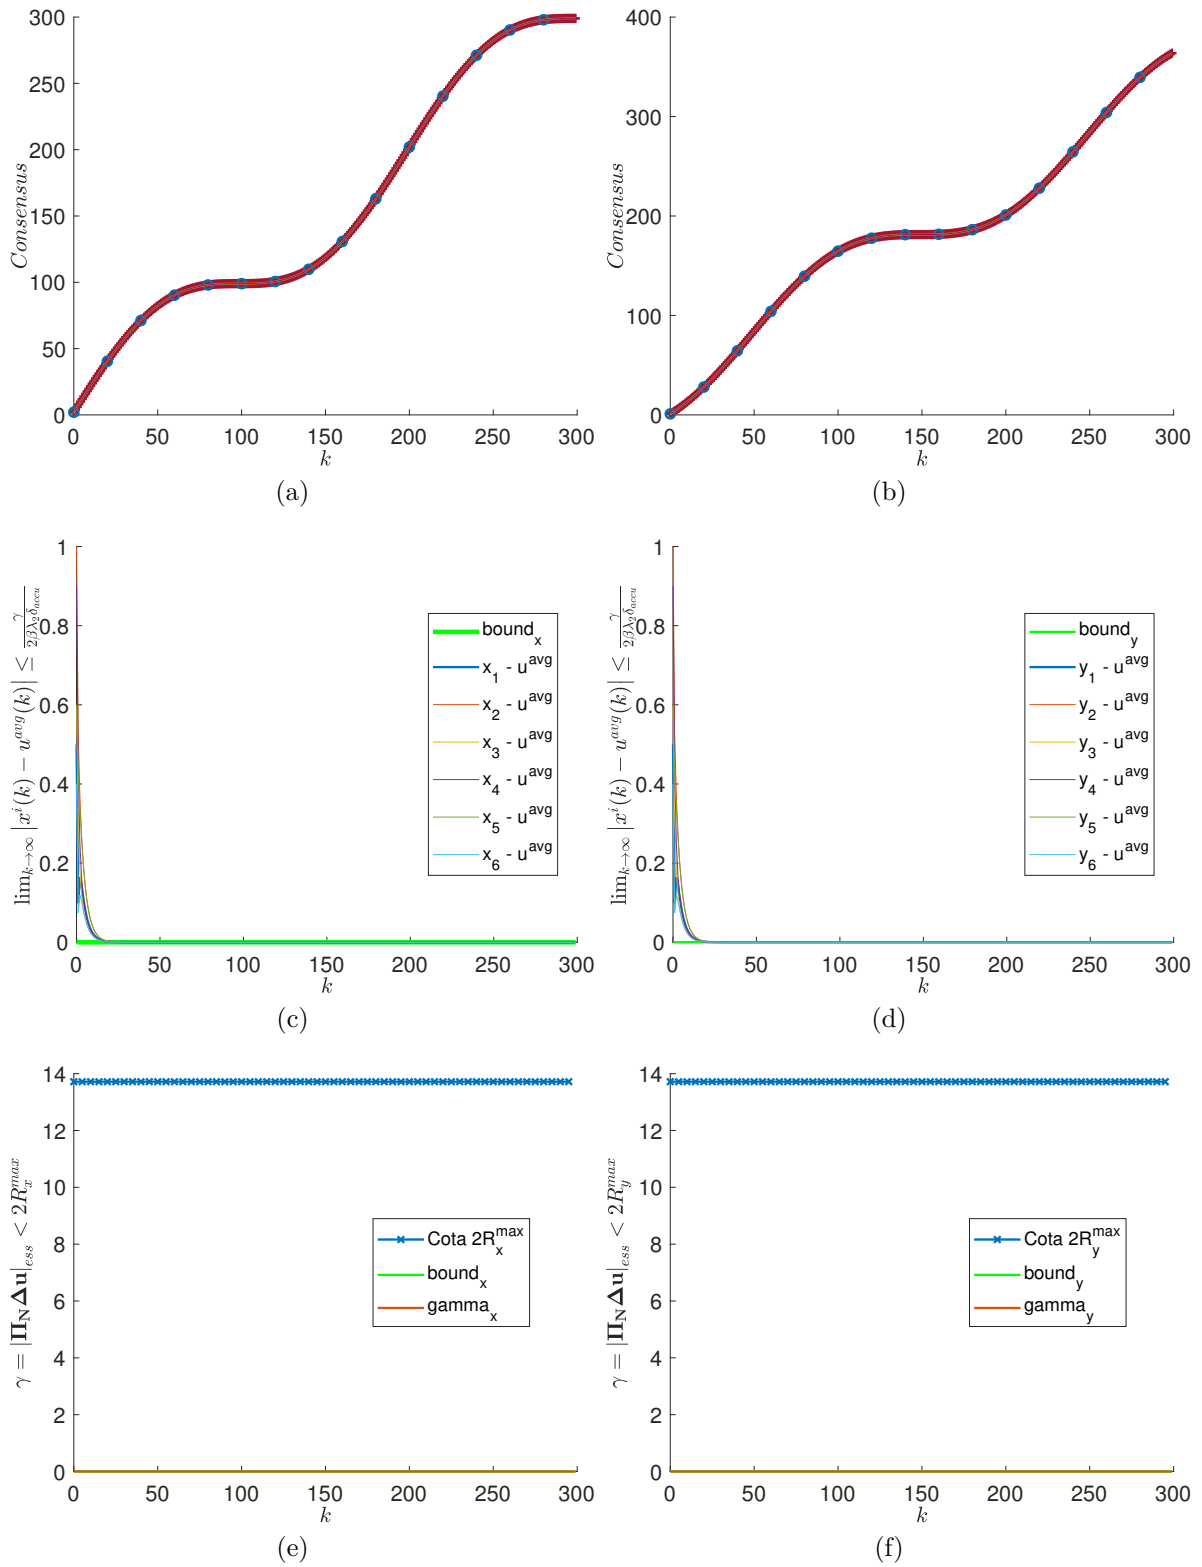 300
250
200
150
100
50
0
Consensus
0 50 100 150 200 250 300
k
(a)
400
300
200
100
0
Consensus
0 50 100 150 200 250 300
k
(b)
1
0.8
0.6
0.4
0.2
0
lim_{k→∞} |x^i(k) − u^{avg}(k)| ≤ \frac{γ}{2βλ_2δ_{accu}}
bound_x
x_1 - u^{avg}
x_2 - u^{avg}
x_3 - u^{avg}
x_4 - u^{avg}
x_5 - u^{avg}
x_6 - u^{avg}
0 50 100 150 200 250 300
k
(c)
1
0.8
0.6
0.4
0.2
0
lim_{k→∞} |x^i(k) − u^{avg}(k)| ≤ \frac{γ}{2βλ_2δ_{accu}}
bound_y
y_1 - u^{avg}
y_2 - u^{avg}
y_3 - u^{avg}
y_4 - u^{avg}
y_5 - u^{avg}
y_6 - u^{avg}
0 50 100 150 200 250 300
k
(d)
14
12
10
8
6
4
2
0
γ = |Π_N Δu|_{ess} < 2R_x^{max}
Cota 2R_x^{max}
bound_x
gamma_x
0 50 100 150 200 250 300
k
(e)
14
12
10
8
6
4
2
0
γ = |Π_N Δu|_{ess} < 2R_y^{max}
Cota 2R_y^{max}
bound_y
gamma_y
0 50 100 150 200 250 300
k
(f)